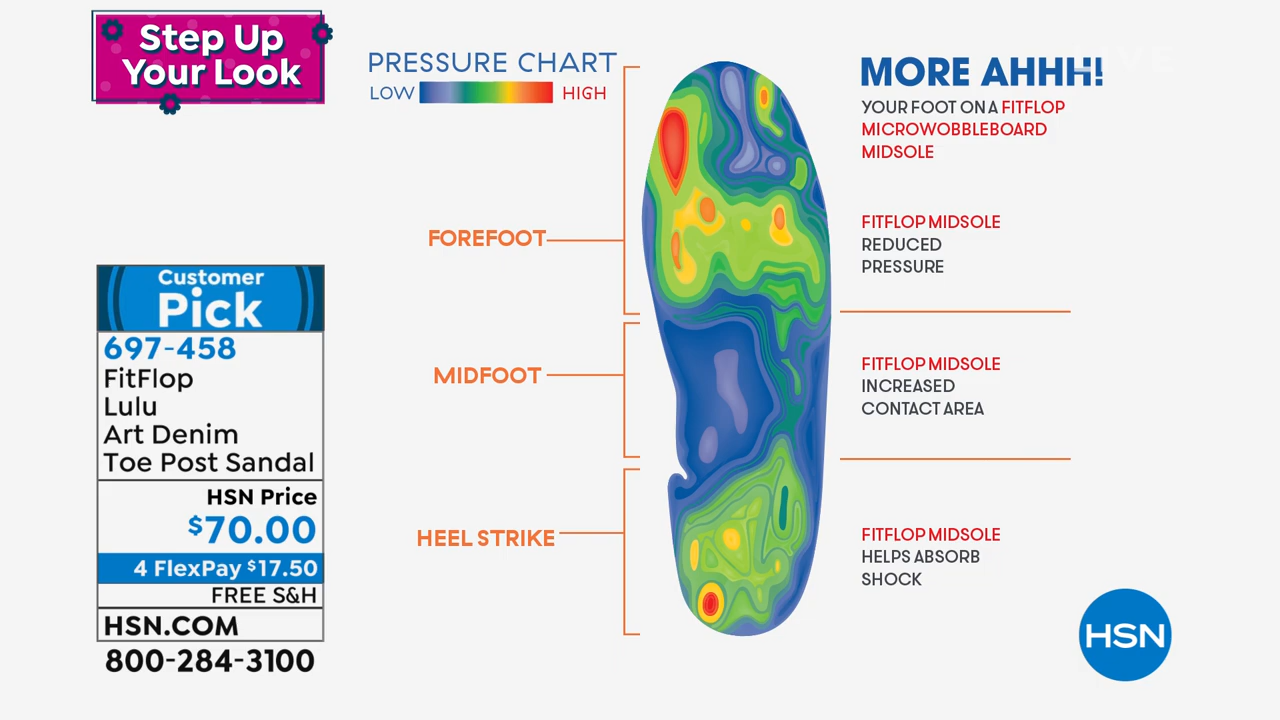 Step Up
Your Look
PRESSURE CHART
LOW HIGH
FOREFOOT
MIDFOOT
HEEL STRIKE
LIVE
MORE AHHH!
YOUR FOOT ON A FITFLOP
MICROWOBBLEBOARD
MIDSOLE
FITFLOP MIDSOLE
REDUCED
PRESSURE
FITFLOP MIDSOLE
INCREASED
CONTACT AREA
FITFLOP MIDSOLE
HELPS ABSORB
SHOCK
Customer
Pick
697-458
FitFlop
Lulu
Art Denim
Toe Post Sandal
HSN Price
$70.00
4 FlexPay $17.50
FREE S&H
HSN.COM
800-284-3100
HSN